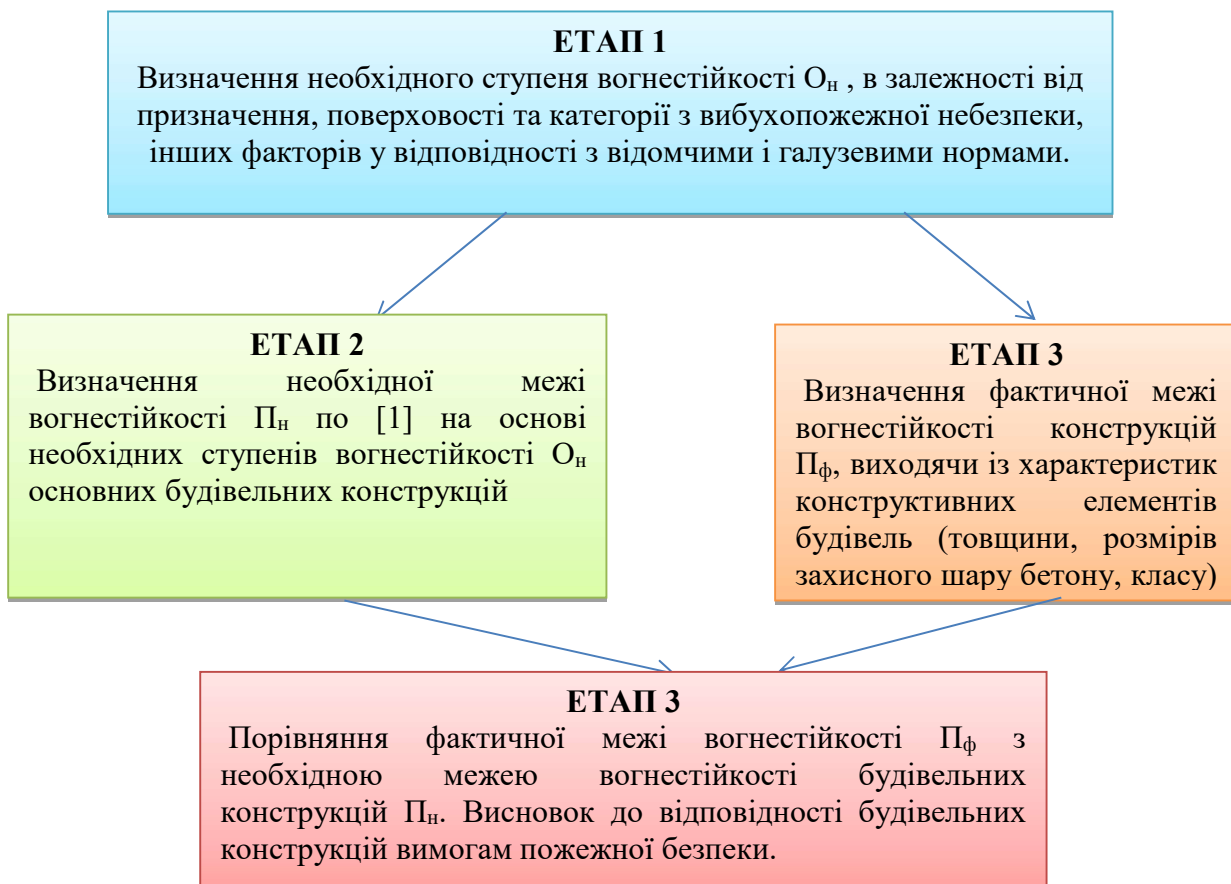 ЕТАП 1
Визначення необхідного ступеня вогнестійкості Oн , в залежності від
призначення, поверховості та категорії з вибухопожежної небезпеки,
інших факторів у відповідності з відомчими і галузевими нормами.
ЕТАП 2
Визначення необхідної межі
вогнестійкості Пн по [1] на основі
необхідних ступенів вогнестійкості Oн
основних будівельних конструкцій
ЕТАП 3
Визначення фактичної межі
вогнестійкості конструкцій
Пф, виходячи із характеристик
конструктивних елементів
будівель (товщини, розмірів
захисного шару бетону, класу)
ЕТАП 3
Порівняння фактичної межі вогнестійкості Пф з
необхідною межею вогнестійкості будівельних
конструкцій Пн. Висновок до відповідності будівельних
конструкцій вимогам пожежної безпеки.